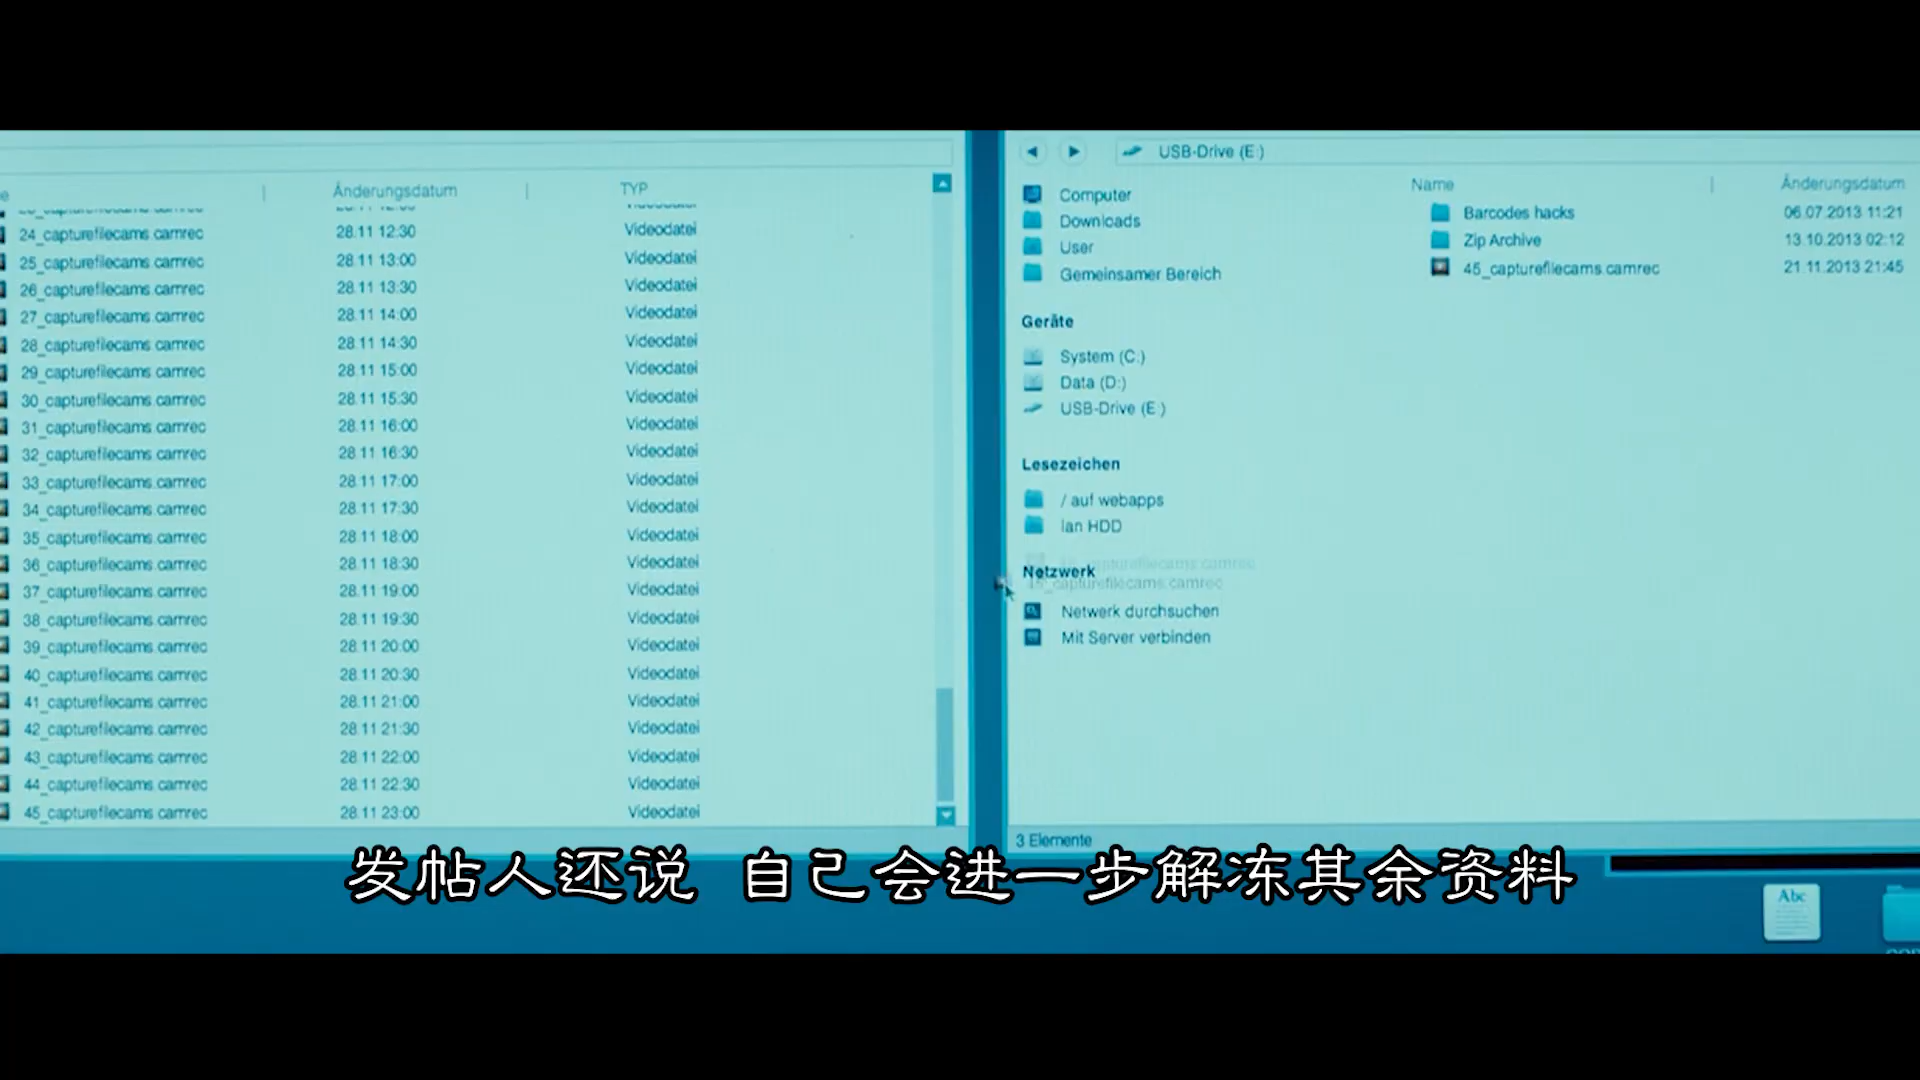 Änderungsdatum
TYP
24_capturefilecams.camrec 28.11 12:30 Videodatei
25_capturefilecams.camrec 28.11 13:00 Videodatei
26_capturefilecams.camrec 28.11 13:30 Videodatei
27_capturefilecams.camrec 28.11 14:00 Videodatei
28_capturefilecams.camrec 28.11 14:30 Videodatei
29_capturefilecams.camrec 28.11 15:00 Videodatei
30_capturefilecams.camrec 28.11 15:30 Videodatei
31_capturefilecams.camrec 28.11 16:00 Videodatei
32_capturefilecams.camrec 28.11 16:30 Videodatei
33_capturefilecams.camrec 28.11 17:00 Videodatei
34_capturefilecams.camrec 28.11 17:30 Videodatei
35_capturefilecams.camrec 28.11 18:00 Videodatei
36_capturefilecams.camrec 28.11 18:30 Videodatei
37_capturefilecams.camrec 28.11 19:00 Videodatei
38_capturefilecams.camrec 28.11 19:30 Videodatei
39_capturefilecams.camrec 28.11 20:00 Videodatei
40_capturefilecams.camrec 28.11 20:30 Videodatei
41_capturefilecams.camrec 28.11 21:00 Videodatei
42_capturefilecams.camrec 28.11 21:30 Videodatei
43_capturefilecams.camrec 28.11 22:00 Videodatei
44_capturefilecams.camrec 28.11 22:30 Videodatei
45_capturefilecams.camrec 28.11 23:00 Videodatei
USB-Drive (E:)
Computer
Downloads
User
Gemeinsamer Bereich
Geräte
System (C:)
Data (D:)
USB-Drive (E:)
Lesezeichen
/ auf webapps
Ian HDD
Netzwerk
45_capturefilecams.camrec
Netwerk durchsuchen
Mit Server verbinden
Name Änderungsdatum
Barcodes hacks 06.07.2013 11:21
Zip Archive 13.10.2013 02:12
45_capturefilecams.camrec 21.11.2013 21:45
3 Elemente
发帖人还说 自己会进一步解冻其余资料
Abc